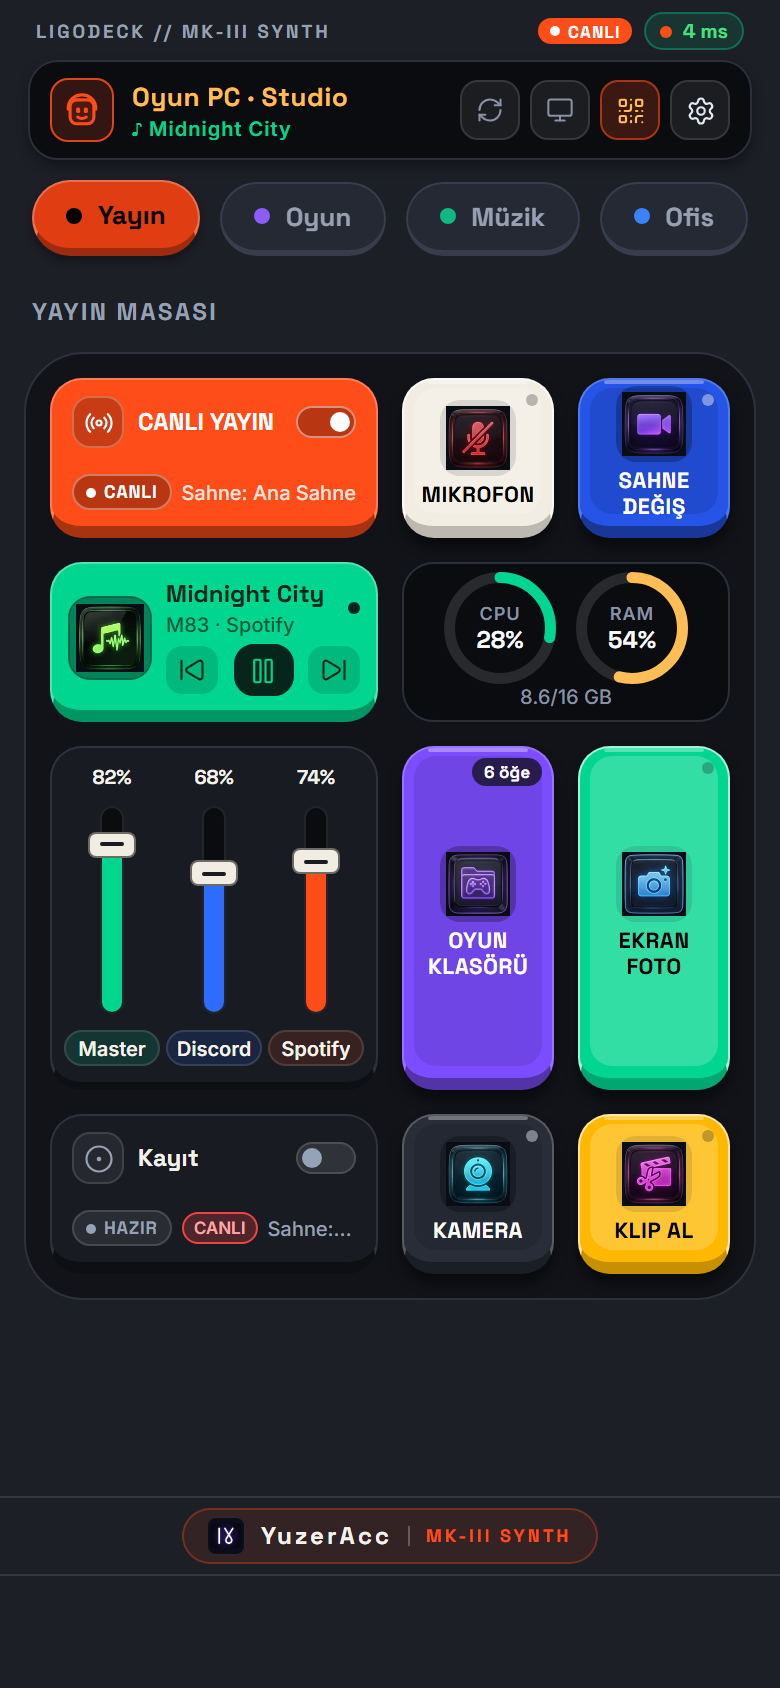 LIGODECK // MK-III SYNTH
CANLI
4 ms
Oyun PC · Studio
♪ Midnight City
Yayın
Oyun
Müzik
Ofis
YAYIN MASASI
CANLI YAYIN
CANLI
Sahne: Ana Sahne
MIKROFON
SAHNE
DEĞIŞ
Midnight City
M83 · Spotify
CPU
28%
RAM
54%
8.6/16 GB
82%
68%
74%
Master
Discord
Spotify
6 öğe
OYUN
KLASÖRÜ
EKRAN
FOTO
Kayıt
HAZIR
CANLI
Sahne:...
KAMERA
KLIP AL
YuzerAcc
MK-III SYNTH